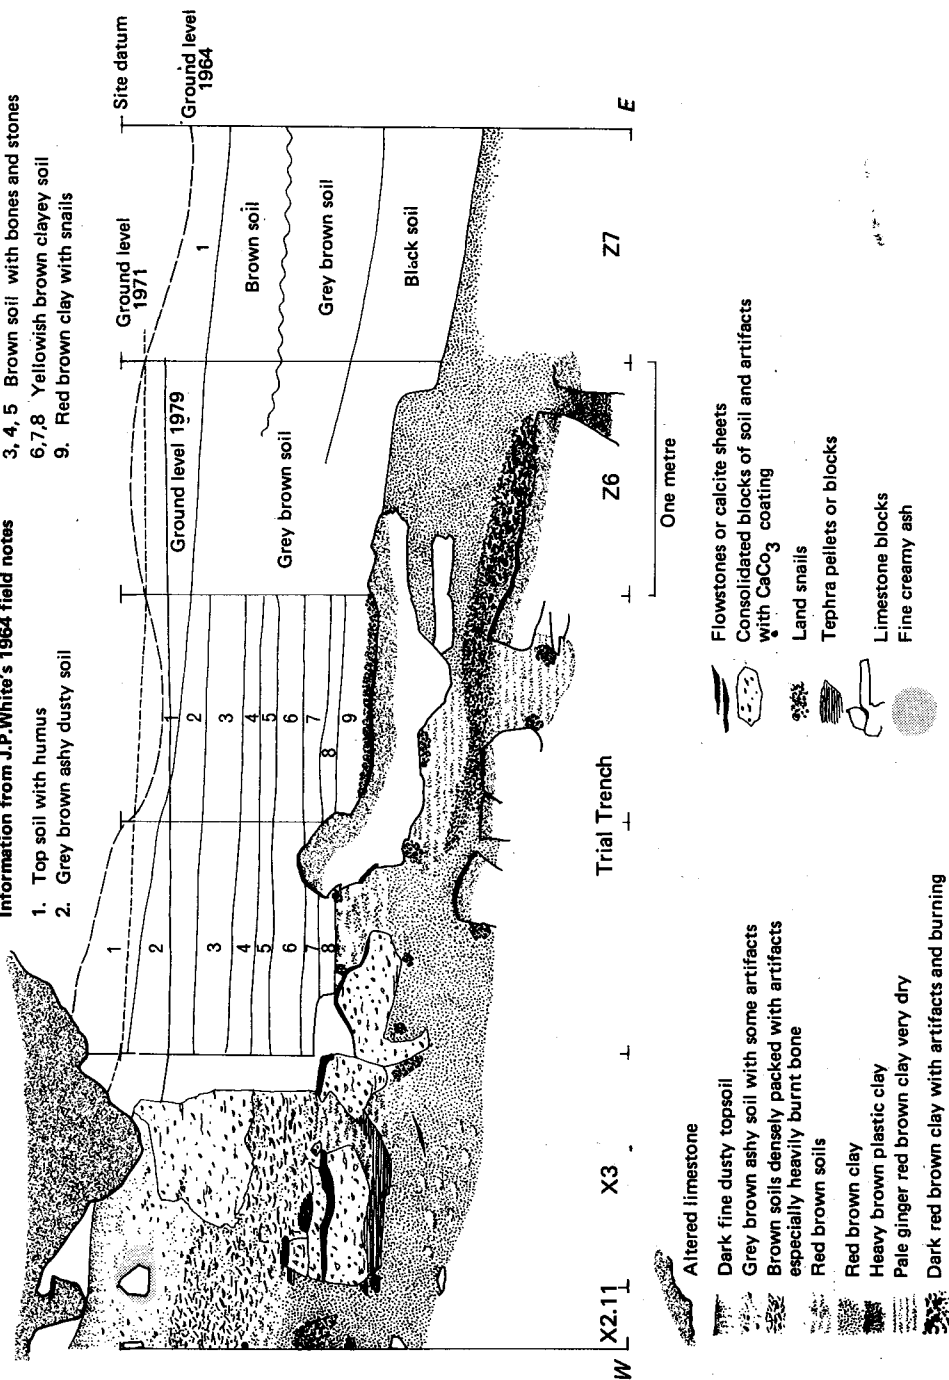 Information from J.P.White's 1964 field notes
1. Top soil with humus
2. Grey brown ashy dusty soil
3, 4, 5 Brown soil with bones and stones
6,7,8 Yellowish brown clayey soil
9. Red brown clay with snails
Site datum
Ground level
1964
Ground level
1971
Ground level 1979
1
2
3
4
5
6
7
8
1
2
3
4
5
6
7
8
9
1
Grey brown soil
Brown soil
Grey brown soil
Black soil
W
X2.11
X3
Trial Trench
Z6
Z7
E
One metre
Altered limestone
Dark fine dusty topsoil
Grey brown ashy soil with some artifacts
Brown soils densely packed with artifacts
especially heavily burnt bone
Red brown soils
Red brown clay
Heavy brown plastic clay
Pale ginger red brown clay very dry
Dark red brown clay with artifacts and burning
Flowstones or calcite sheets
Consolidated blocks of soil and artifacts
with CaCo3 coating
Land snails
Tephra pellets or blocks
Limestone blocks
Fine creamy ash